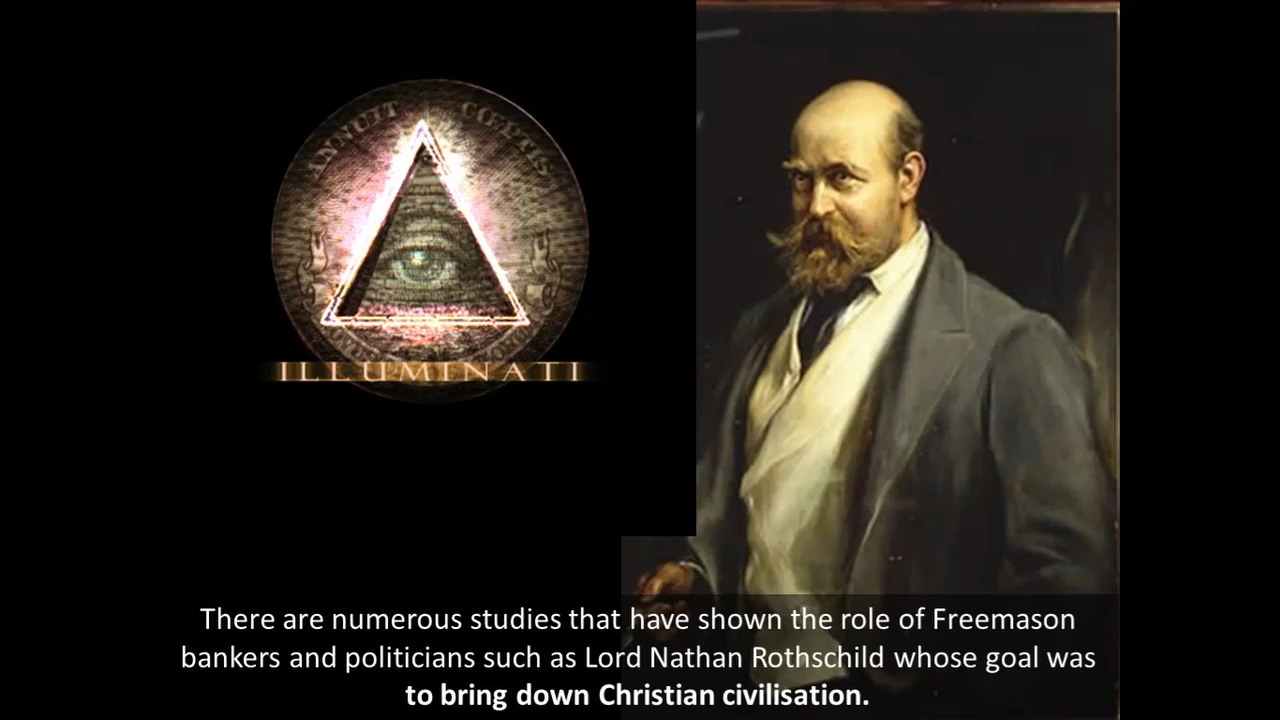 ANNUIT CŒPTIS
ILLUMINATI
There are numerous studies that have shown the role of Freemason
bankers and politicians such as Lord Nathan Rothschild whose goal was
to bring down Christian civilisation.